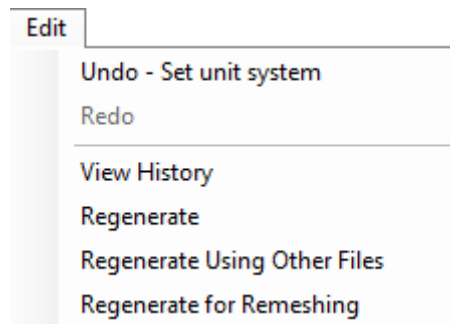 Edit
Undo - Set unit system
Redo
View History
Regenerate
Regenerate Using Other Files
Regenerate for Remeshing